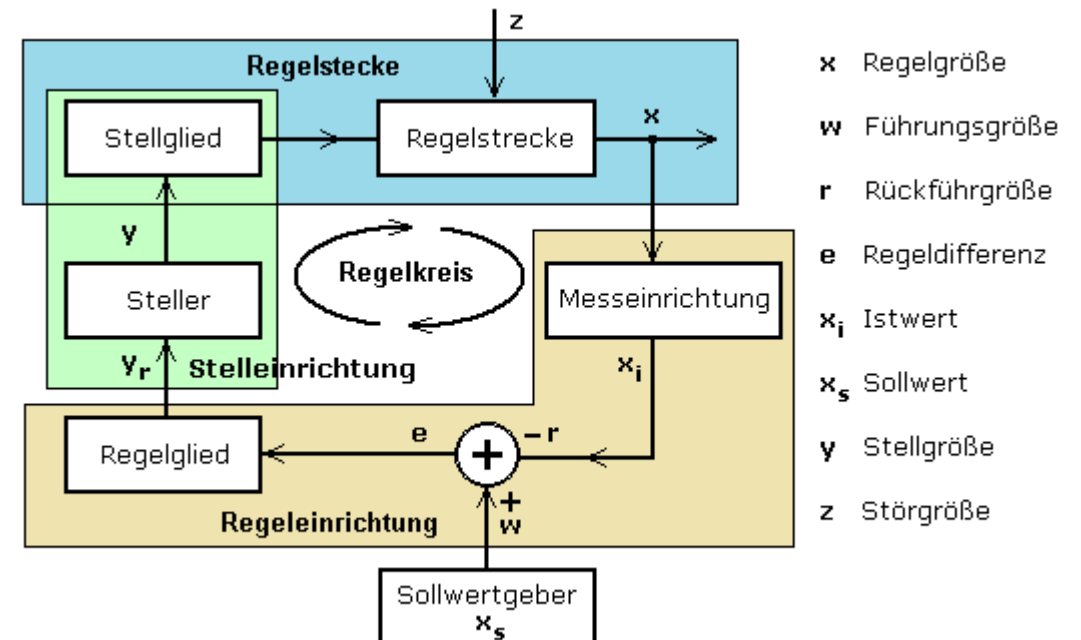 z
Regelstecke
Stellglied
Regelstrecke
x
y
Regelkreis
Steller
Messeinrichtung
yr
Stelleinrichtung
xi
Regelglied
e
+
– r
+
w
Regeleinrichtung
Sollwertgeber
xs
x Regelgröße
w Führungsgröße
r Rückführgröße
e Regeldifferenz
xi Istwert
xs Sollwert
y Stellgröße
z Störgröße